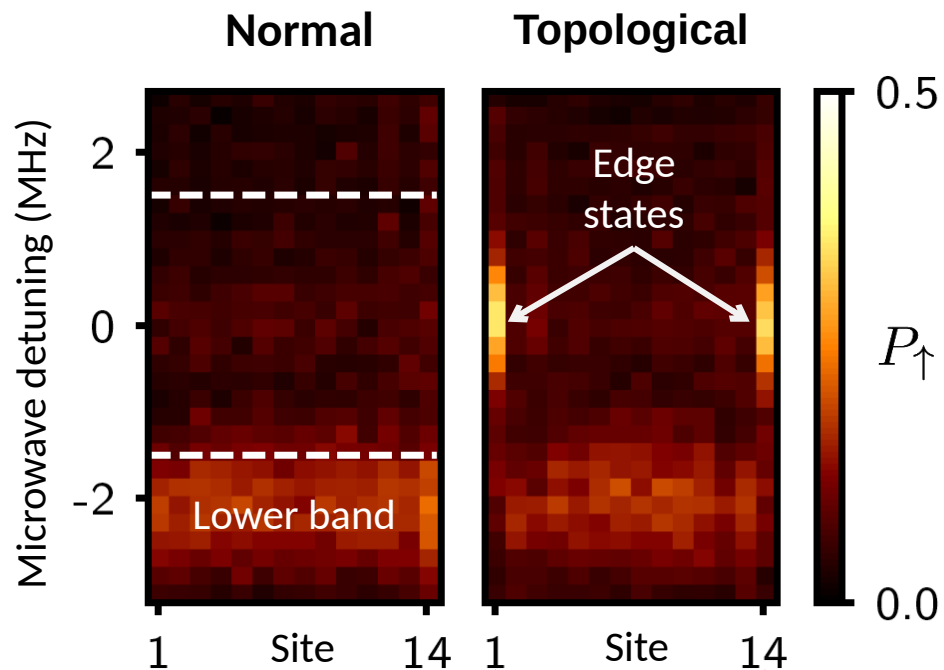 Normal
Topological
Microwave detuning (MHz)
2
0
-2
Lower band
Edge
states
0.5
P↑
0.0
1
Site
14
1
Site
14